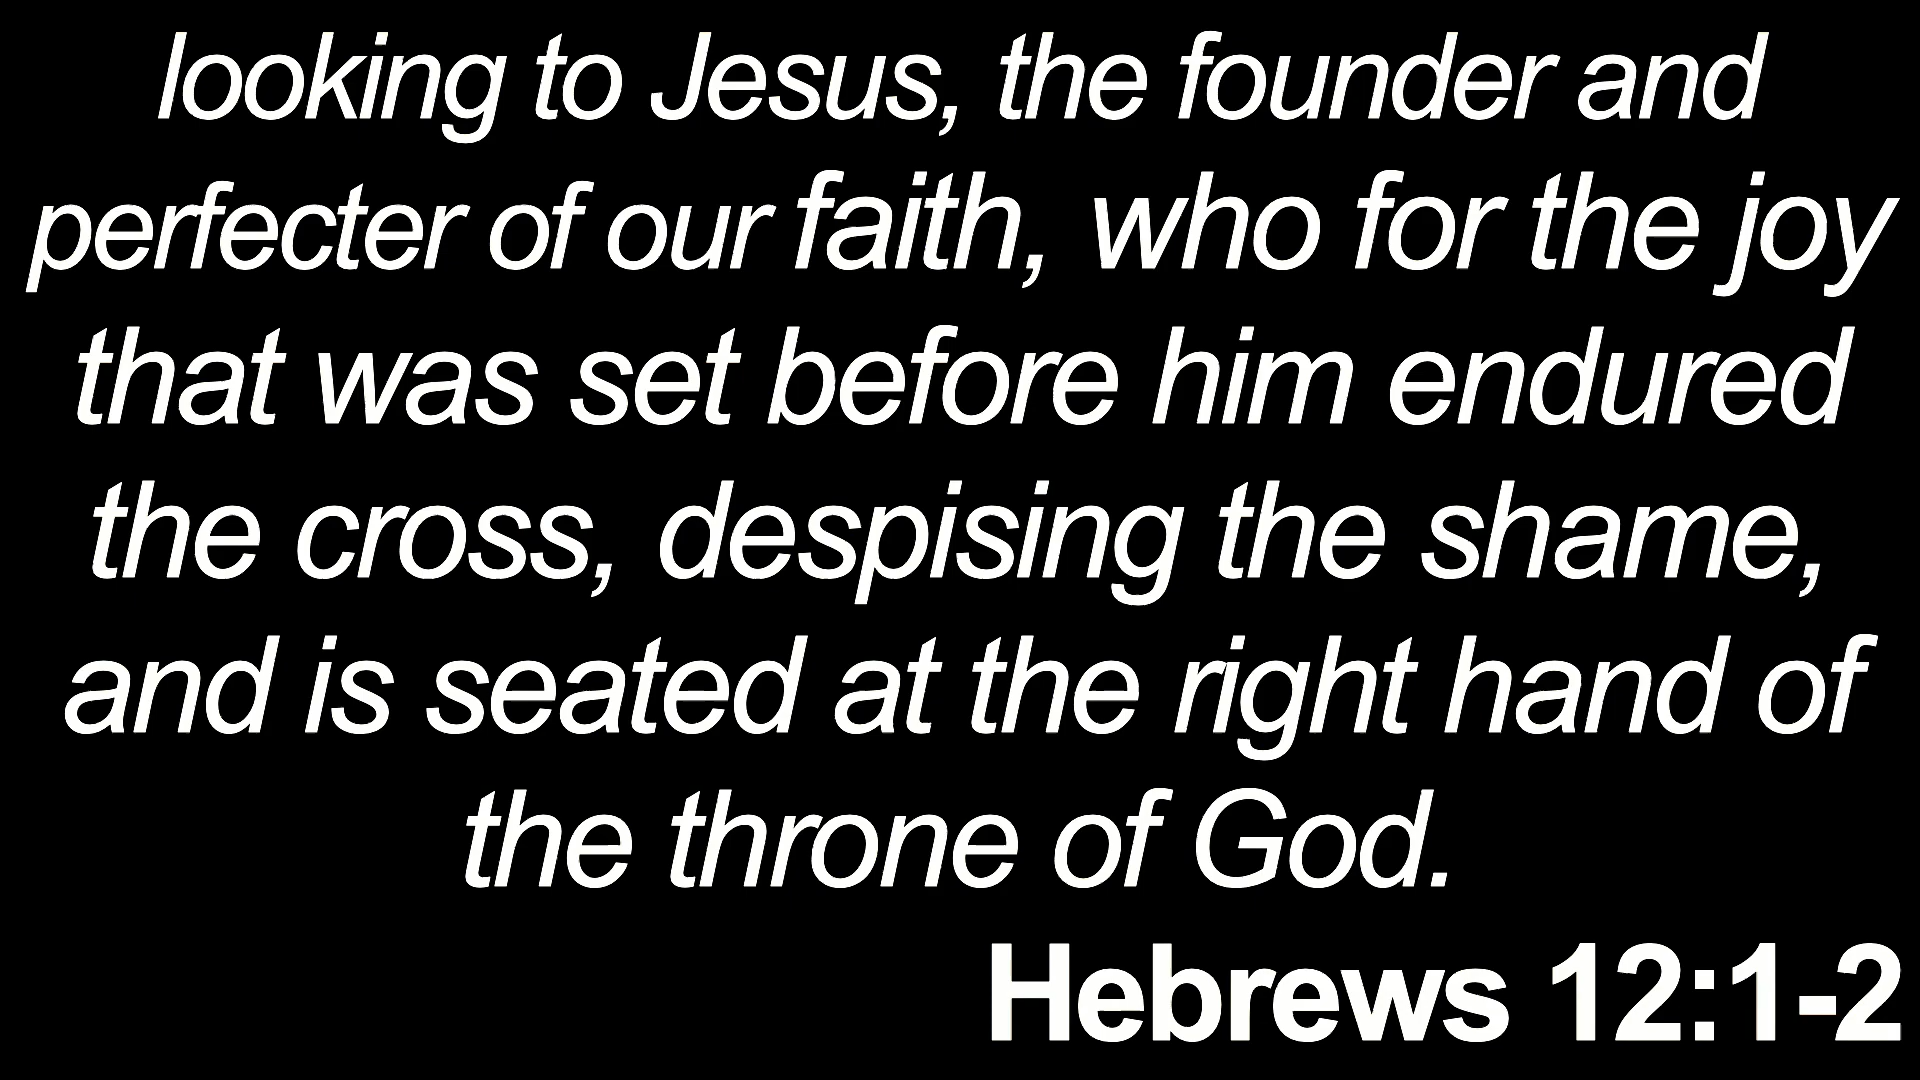 looking to Jesus, the founder and
perfecter of our faith, who for the joy
that was set before him endured
the cross, despising the shame,
and is seated at the right hand of
the throne of God.
Hebrews 12:1-2